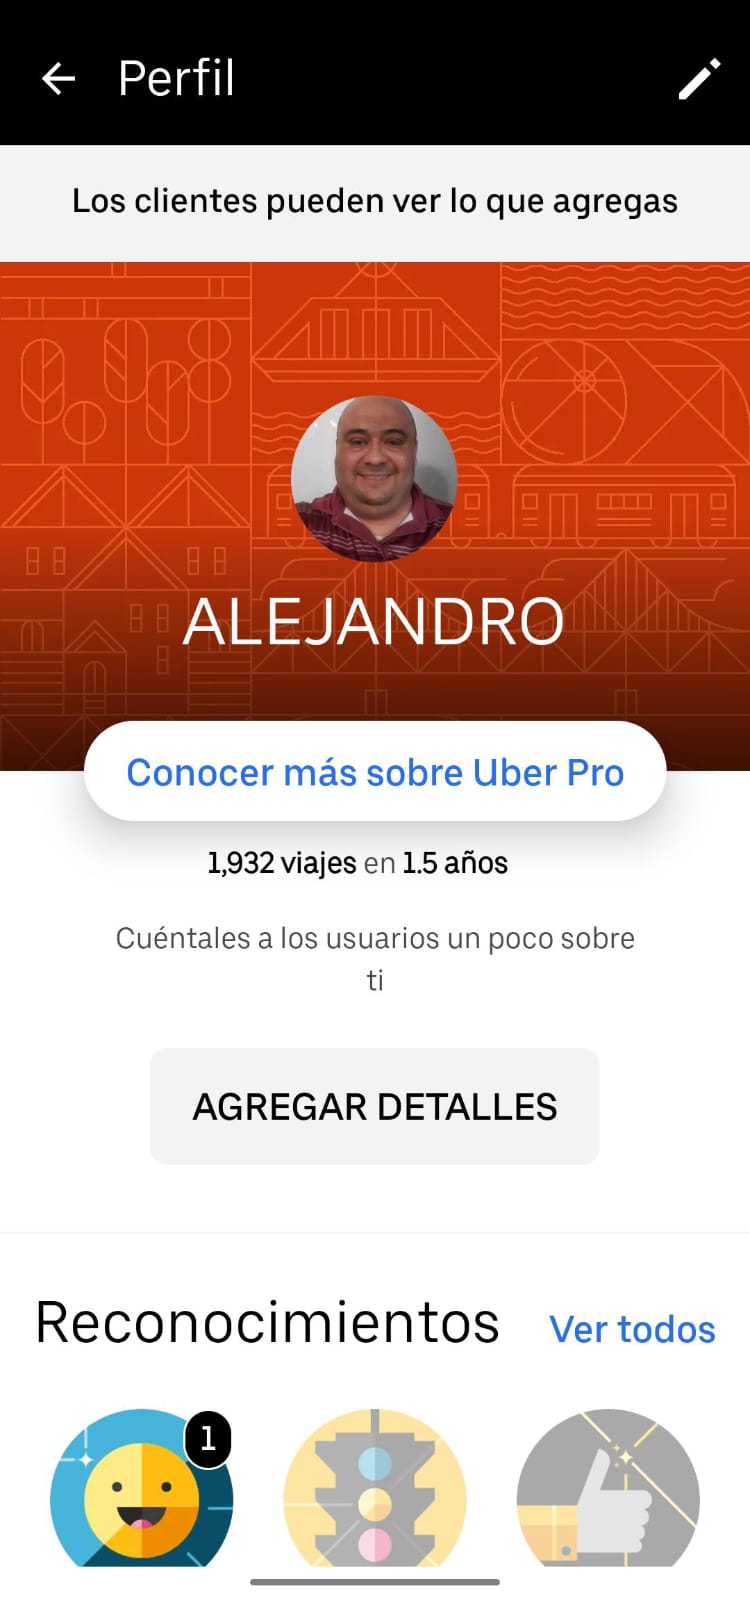 Perfil
Los clientes pueden ver lo que agregas
ALEJANDRO
Conocer más sobre Uber Pro
1,932 viajes en 1.5 años
Cuéntales a los usuarios un poco sobre
ti
AGREGAR DETALLES
Reconocimientos
Ver todos
1